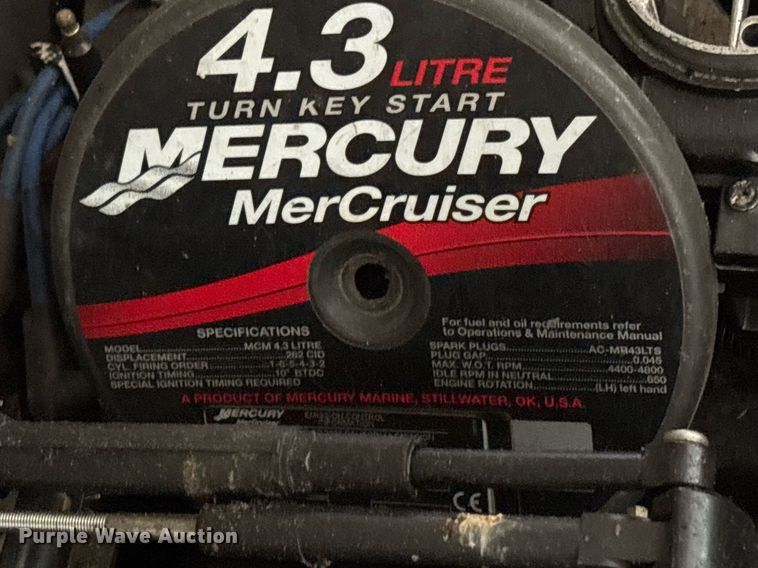 4.3 LITRE
TURN KEY START
MERCURY
MerCruiser
SPECIFICATIONS
MODEL MCM 4.3 LITRE
DISPLACEMENT 262 CID
CYL. FIRING ORDER 1-6-5-4-3-2
IGNITION TIMING 10° BTDC
SPECIAL IGNITION TIMING REQUIRED
For fuel and oil requirements refer
to Operations & Maintenance Manual
SPARK PLUGS AC-MR43LTS
PLUG GAP 0.045
MAX. W.O.T. RPM 4400-4800
IDLE RPM IN NEUTRAL 650
ENGINE ROTATION (LH) left hand
A PRODUCT OF MERCURY MARINE, STILLWATER, OK, U.S.A.
MERCURY EMISSION CONTROL
INFORMATION
CE
Purple Wave Auction